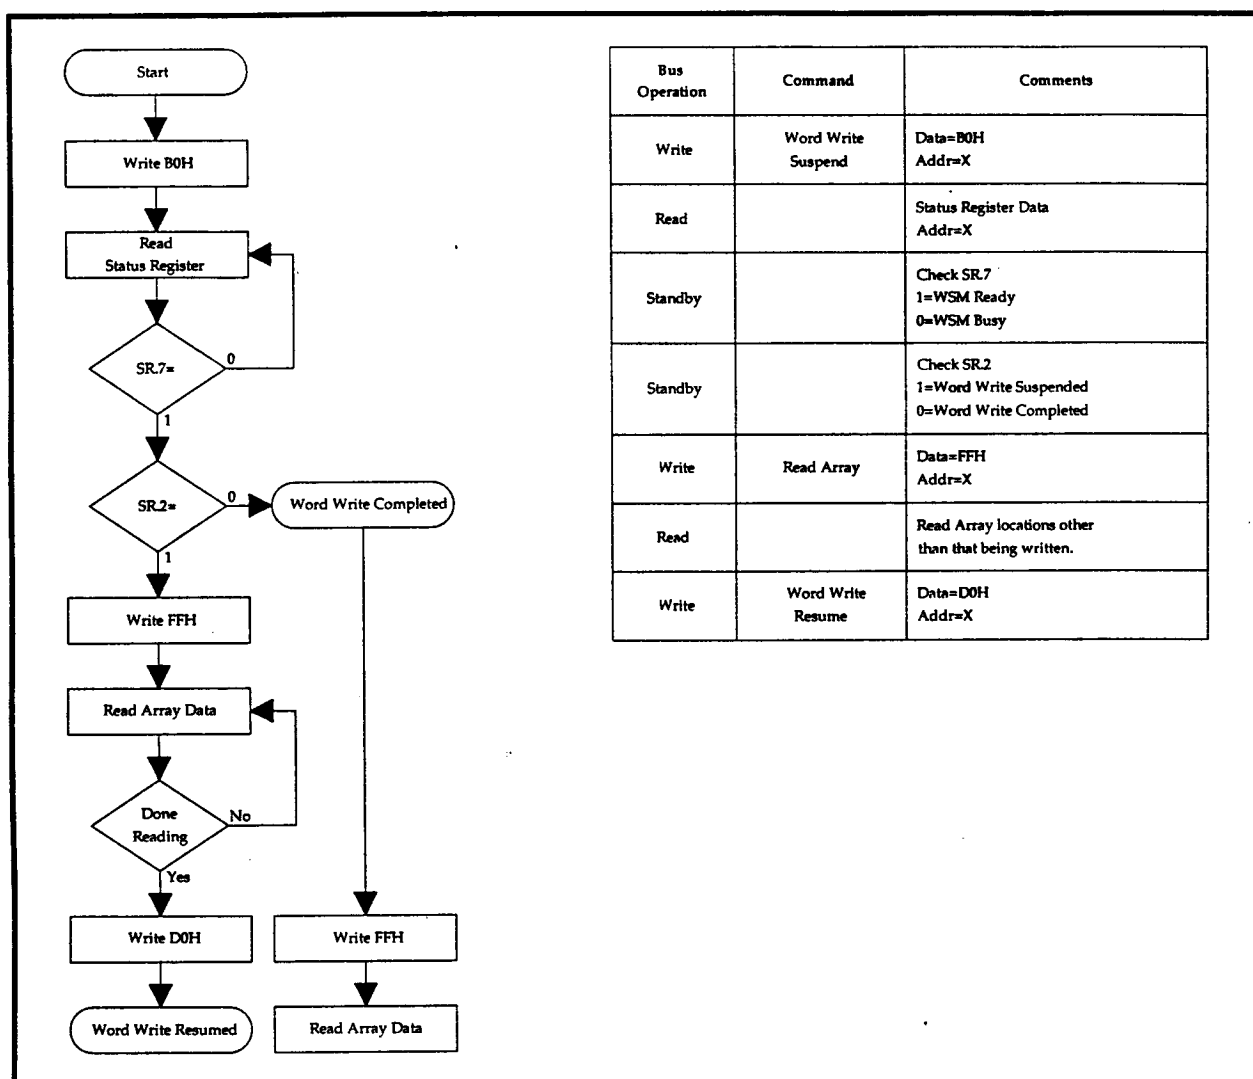 Start
Write B0H
Read
Status Register
SR.7=
0
1
SR.2=
0
Word Write Completed
1
Write FFH
Read Array Data
Done
Reading
No
Yes
Write D0H
Write FFH
Word Write Resumed
Read Array Data
Bus
Operation
Command
Comments
Write
Word Write
Suspend
Data=B0H
Addr=X
Read
Status Register Data
Addr=X
Standby
Check SR.7
1=WSM Ready
0=WSM Busy
Standby
Check SR.2
1=Word Write Suspended
0=Word Write Completed
Write
Read Array
Data=FFH
Addr=X
Read
Read Array locations other
than that being written.
Write
Word Write
Resume
Data=D0H
Addr=X